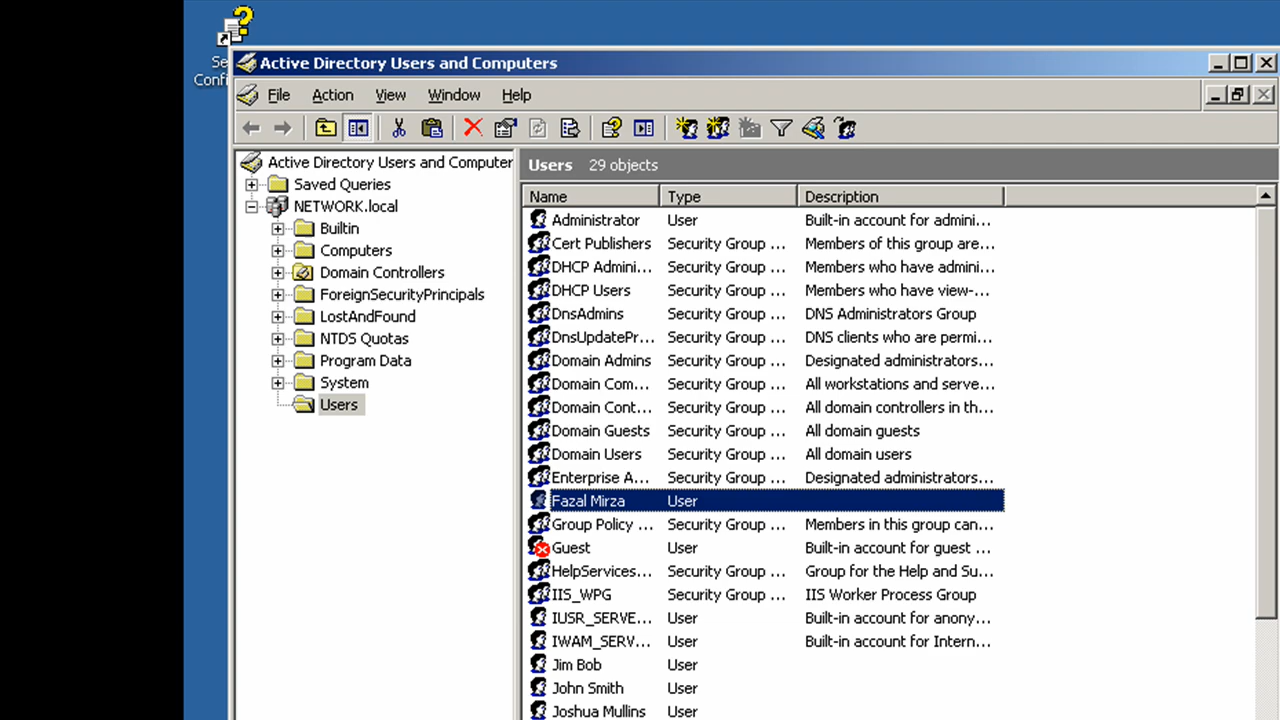 Se
Confi
Active Directory Users and Computers
File Action View Window Help
Active Directory Users and Computer
Saved Queries
NETWORK.local
Builtin
Computers
Domain Controllers
ForeignSecurityPrincipals
LostAndFound
NTDS Quotas
Program Data
System
Users
Users 29 objects
Name Type Description
Administrator User Built-in account for admini...
Cert Publishers Security Group ... Members of this group are...
DHCP Admini... Security Group ... Members who have admini...
DHCP Users Security Group ... Members who have view-...
DnsAdmins Security Group ... DNS Administrators Group
DnsUpdatePr... Security Group ... DNS clients who are permi...
Domain Admins Security Group ... Designated administrators...
Domain Com... Security Group ... All workstations and serve...
Domain Cont... Security Group ... All domain controllers in th...
Domain Guests Security Group ... All domain guests
Domain Users Security Group ... All domain users
Enterprise A... Security Group ... Designated administrators...
Fazal Mirza User
Group Policy ... Security Group ... Members in this group can...
Guest User Built-in account for guest ...
HelpServices... Security Group ... Group for the Help and Su...
IIS_WPG Security Group ... IIS Worker Process Group
IUSR_SERVE... User Built-in account for anony...
IWAM_SERV... User Built-in account for Intern...
Jim Bob User
John Smith User
Joshua Mullins User